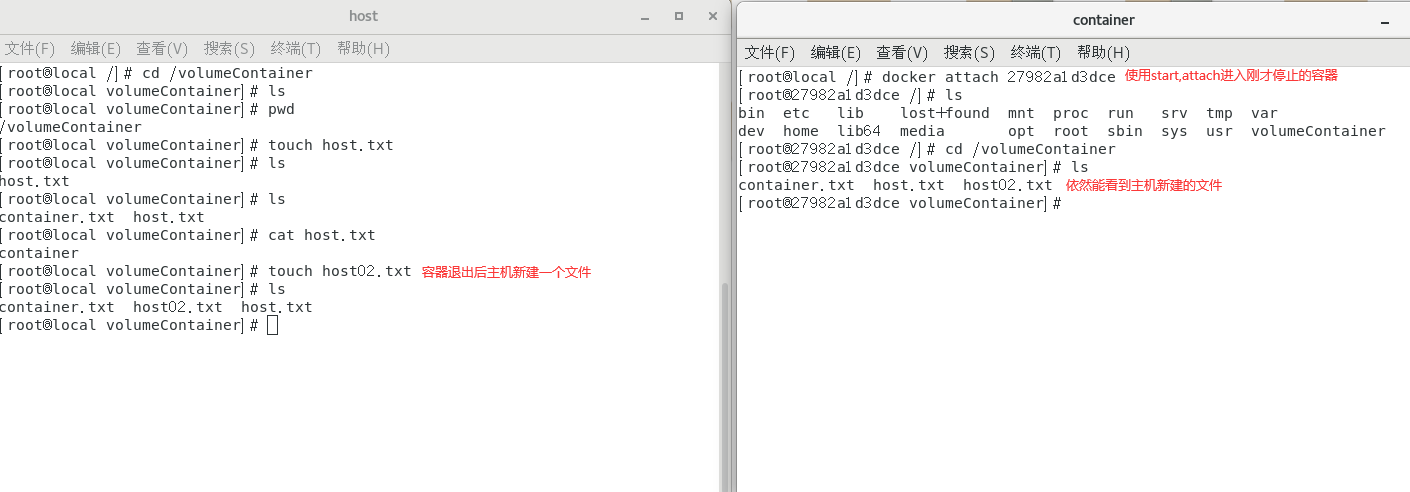 host
文件(F) 编辑(E) 查看(V) 搜索(S) 终端(T) 帮助(H)
[root@local /]# cd /volumeContainer
[root@local volumeContainer]# ls
[root@local volumeContainer]# pwd
/volumeContainer
[root@local volumeContainer]# touch host.txt
[root@local volumeContainer]# ls
host.txt
[root@local volumeContainer]# ls
container.txt  host.txt
[root@local volumeContainer]# cat host.txt
container
[root@local volumeContainer]# touch host02.txt 容器退出后主机新建一个文件
[root@local volumeContainer]# ls
container.txt  host02.txt  host.txt
[root@local volumeContainer]#
container
文件(F) 编辑(E) 查看(V) 搜索(S) 终端(T) 帮助(H)
[root@local /]# docker attach 27982a1d3dce 使用start,attach进入刚才停止的容器
[root@27982a1d3dce /]# ls
bin  etc  lib  lost+found  mnt  proc  run  srv  tmp  var
dev  home  lib64  media  opt  root  sbin  sys  usr  volumeContainer
[root@27982a1d3dce /]# cd /volumeContainer
[root@27982a1d3dce volumeContainer]# ls
container.txt  host.txt  host02.txt 依然能看到主机新建的文件
[root@27982a1d3dce volumeContainer]#